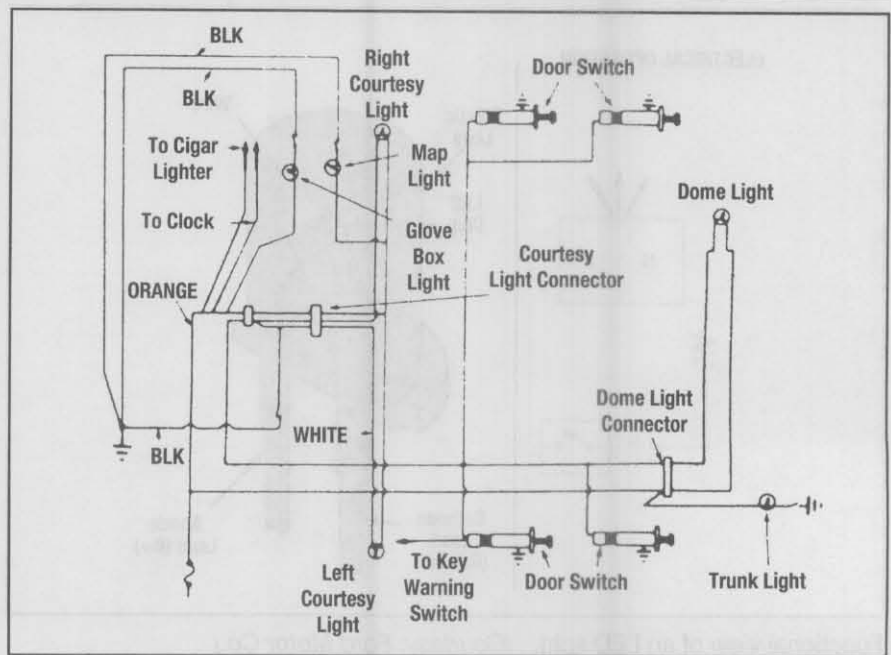 BLK
BLK
Right
Courtesy
Light
Door Switch
To Cigar
Lighter
Map
Light
Dome Light
To Clock
Glove
Box
Light
Courtesy
Light Connector
ORANGE
Dome Light
Connector
WHITE
BLK
Left
Courtesy
Light
To Key
Warning
Switch
Door Switch
Trunk Light